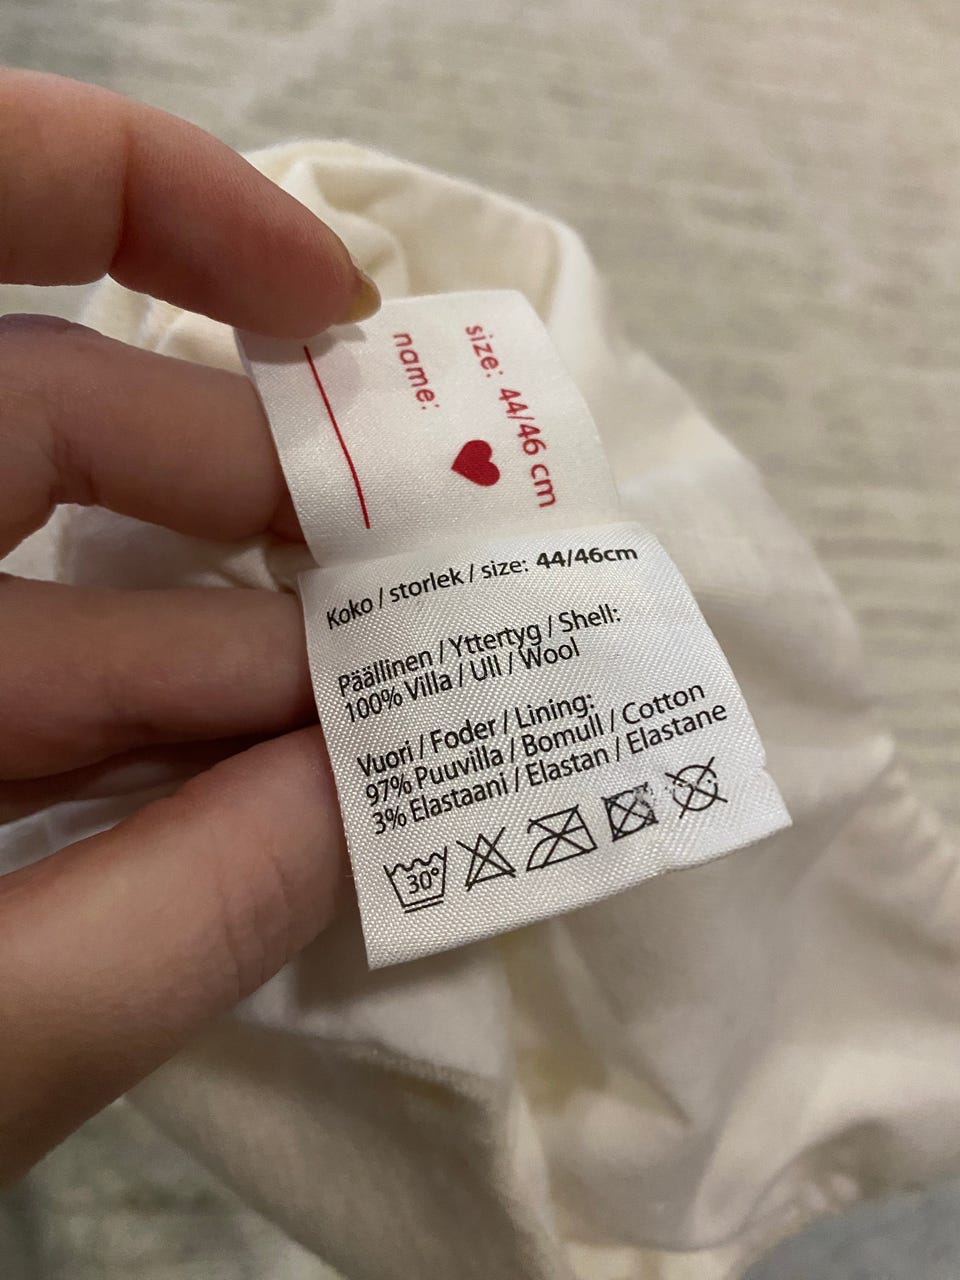 size: 44/46 cm
name:
Koko / storlek / size: 44/46cm
Päällinen / Yttertyg / Shell:
100% Villa / Ull / Wool
Vuori / Foder / Lining:
97% Puuvilla / Bomull / Cotton
3% Elastaani / Elastan / Elastane
30°